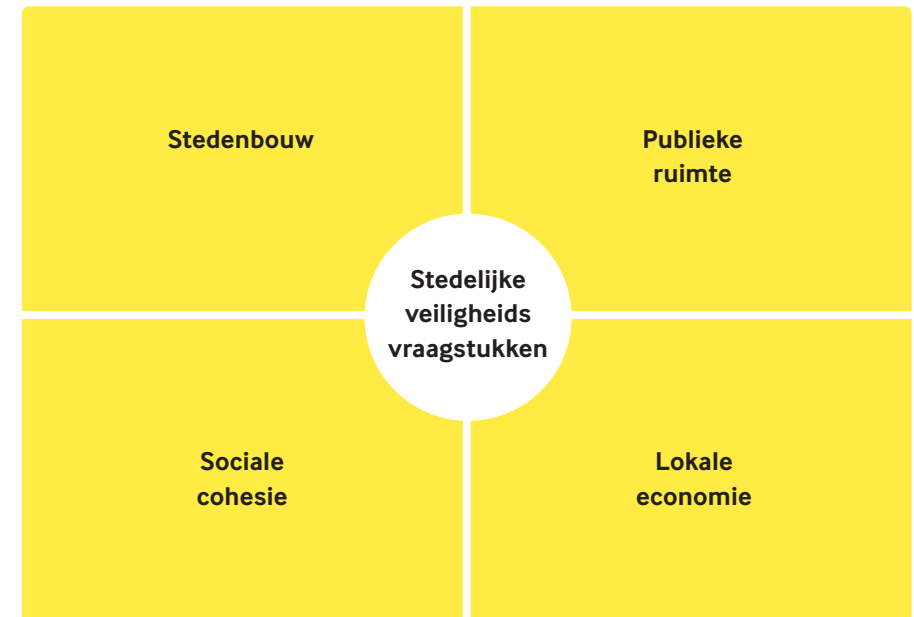 Stedenbouw
Publieke
ruimte
Stedelijke
veiligheids
vraagstukken
Sociale
cohesie
Lokale
economie